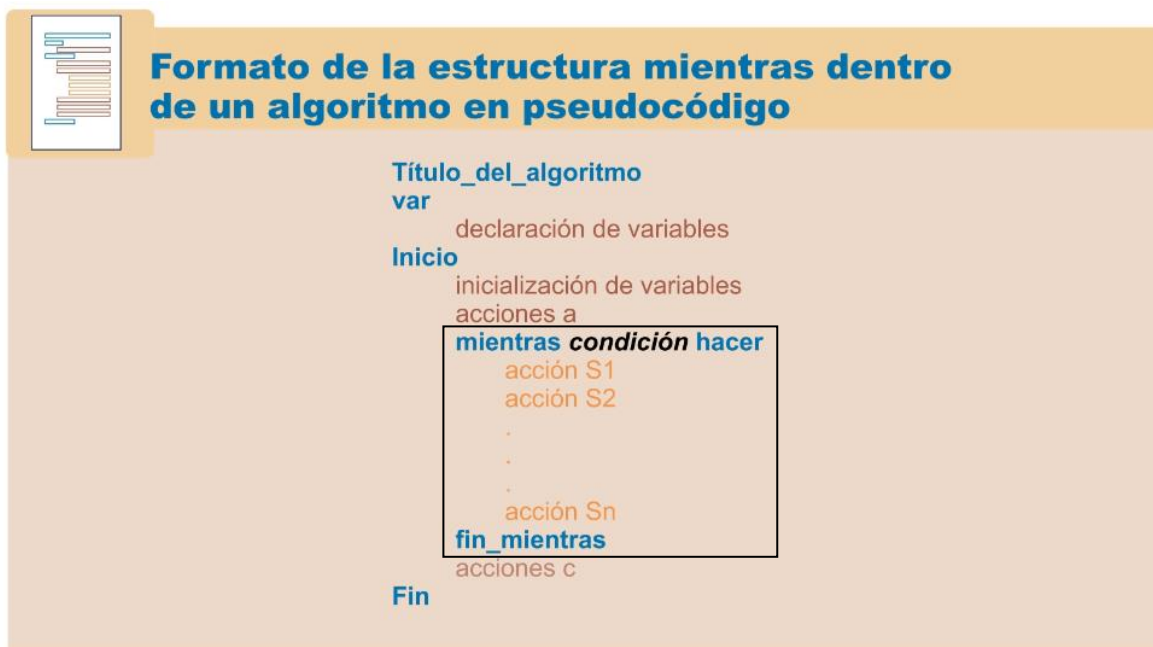 Formato de la estructura mientras dentro
de un algoritmo en pseudocódigo
Título_del_algoritmo
var
declaración de variables
Inicio
inicialización de variables
acciones a
mientras condición hacer
acción S1
acción S2
.
.
.
acción Sn
fin_mientras
acciones c
Fin